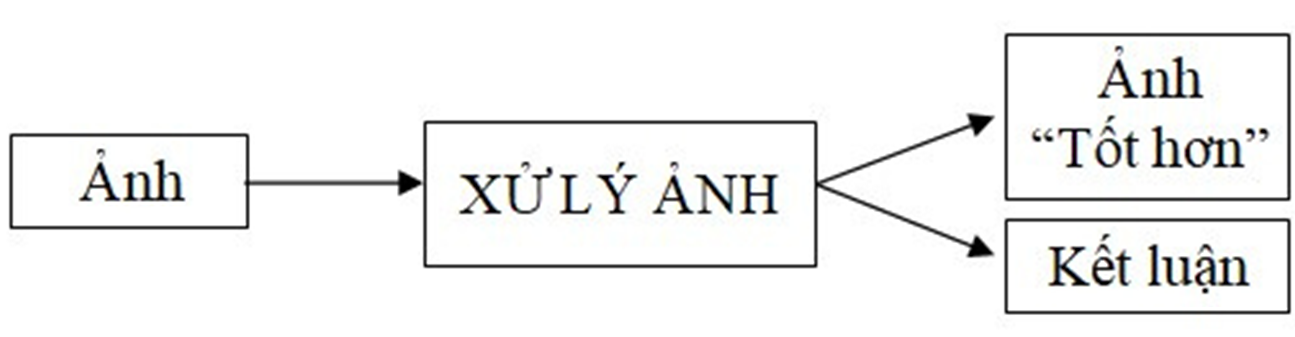 Ảnh
XỬ LÝ ẢNH
Ảnh
“Tốt hơn”
Kết luận